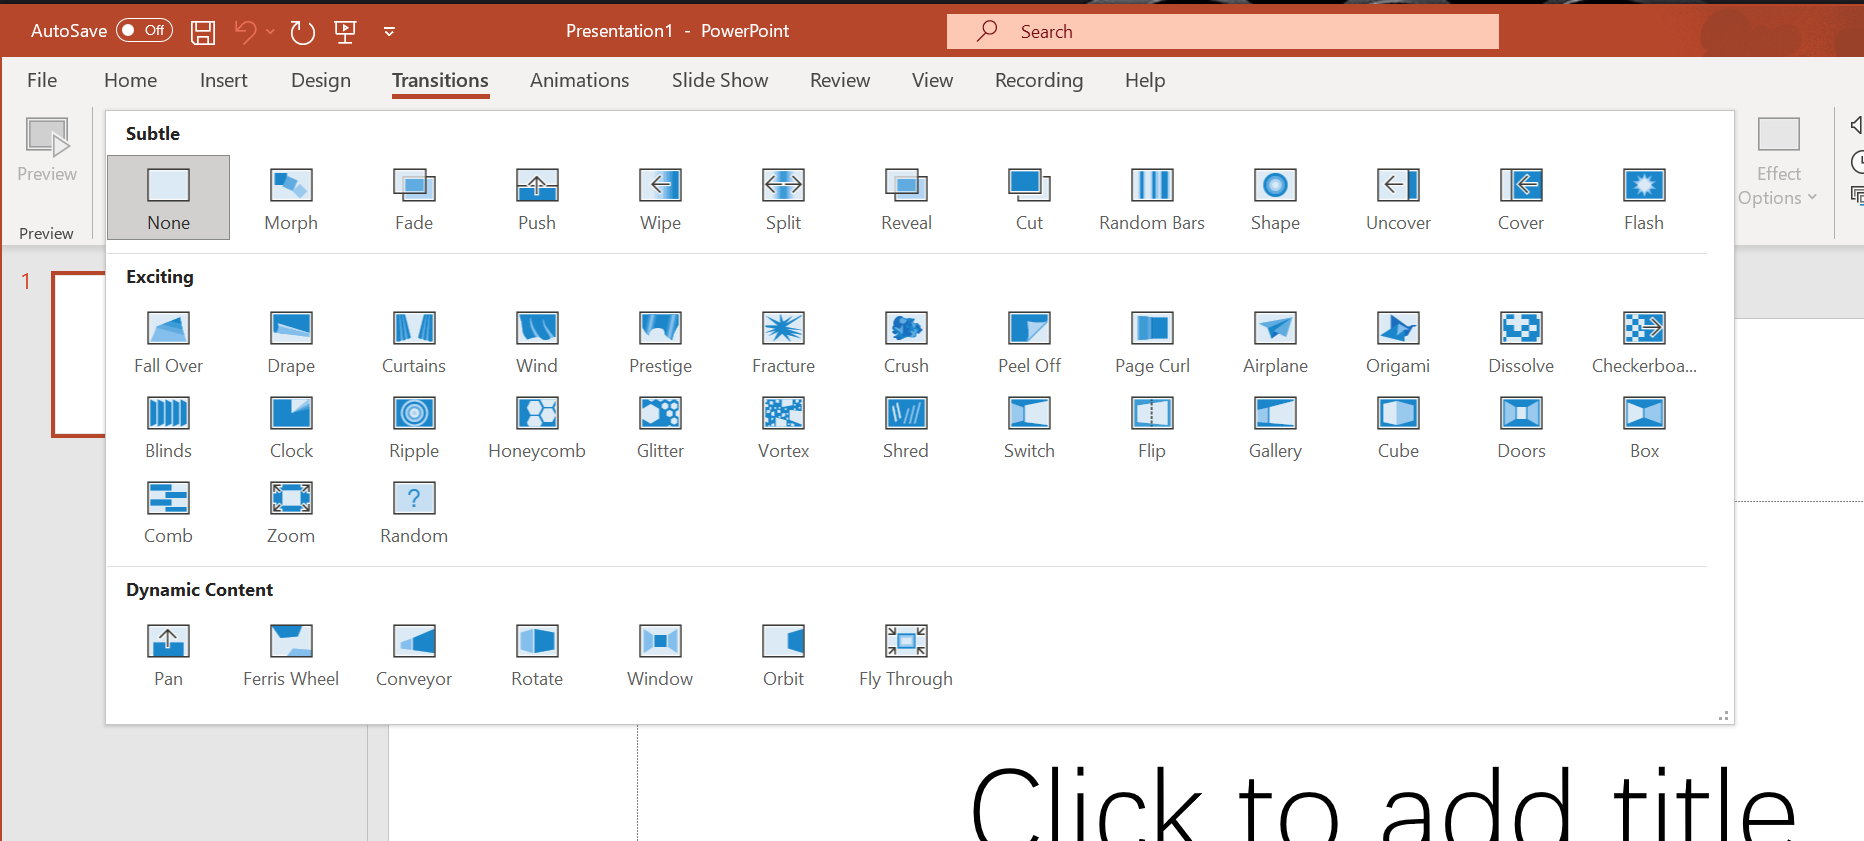 AutoSave Off Presentation1 - PowerPoint Search
File Home Insert Design Transitions Animations Slide Show Review View Recording Help
Preview
Preview
Subtle
None Morph Fade Push Wipe Split Reveal Cut Random Bars Shape Uncover Cover Flash
Exciting
Fall Over Drape Curtains Wind Prestige Fracture Crush Peel Off Page Curl Airplane Origami Dissolve Checkerboa...
Blinds Clock Ripple Honeycomb Glitter Vortex Shred Switch Flip Gallery Cube Doors Box
Comb Zoom ? Random
Dynamic Content
Pan Ferris Wheel Conveyor Rotate Window Orbit Fly Through
Effect
Options
1
Click to add title